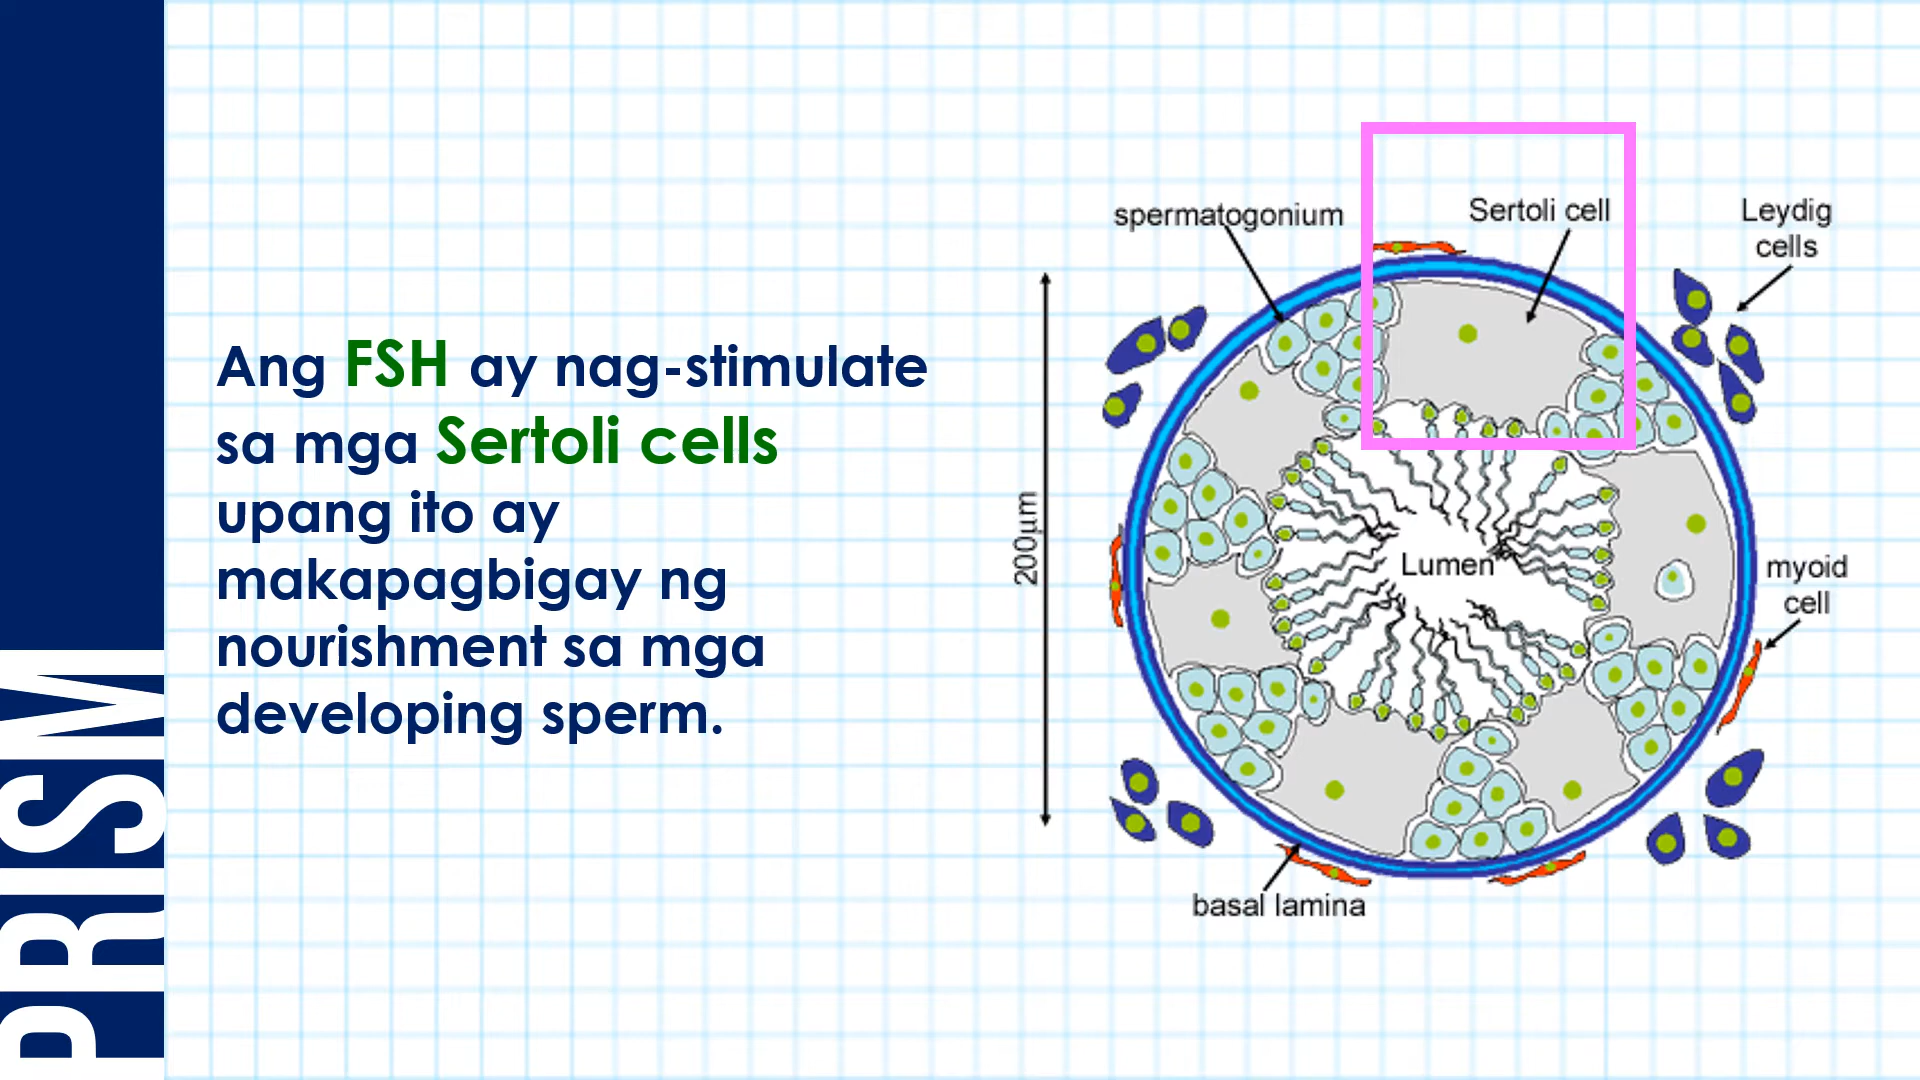 PRISM
Ang FSH ay nag-stimulate
sa mga Sertoli cells
upang ito ay
makapagbigay ng
nourishment sa mga
developing sperm.
spermatogonium
Sertoli cell
Leydig
cells
200µm
Lumen
myoid
cell
basal lamina